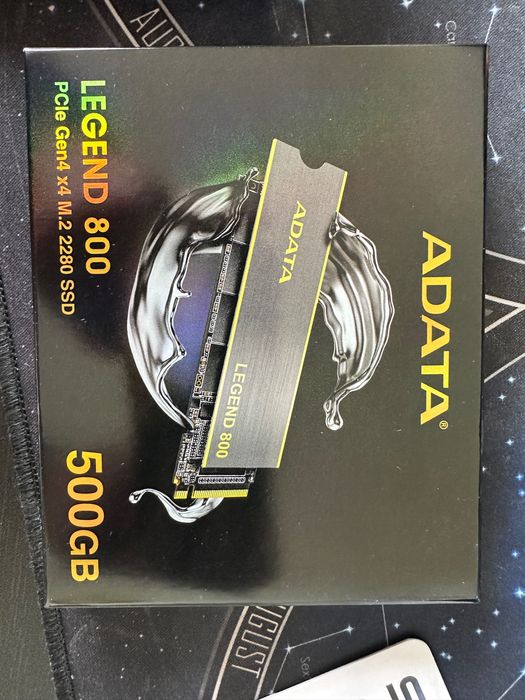 ADATA®
ADATA
LEGEND 800
LEGEND 800
PCIe Gen4 x4 M.2 2280 SSD
500GB